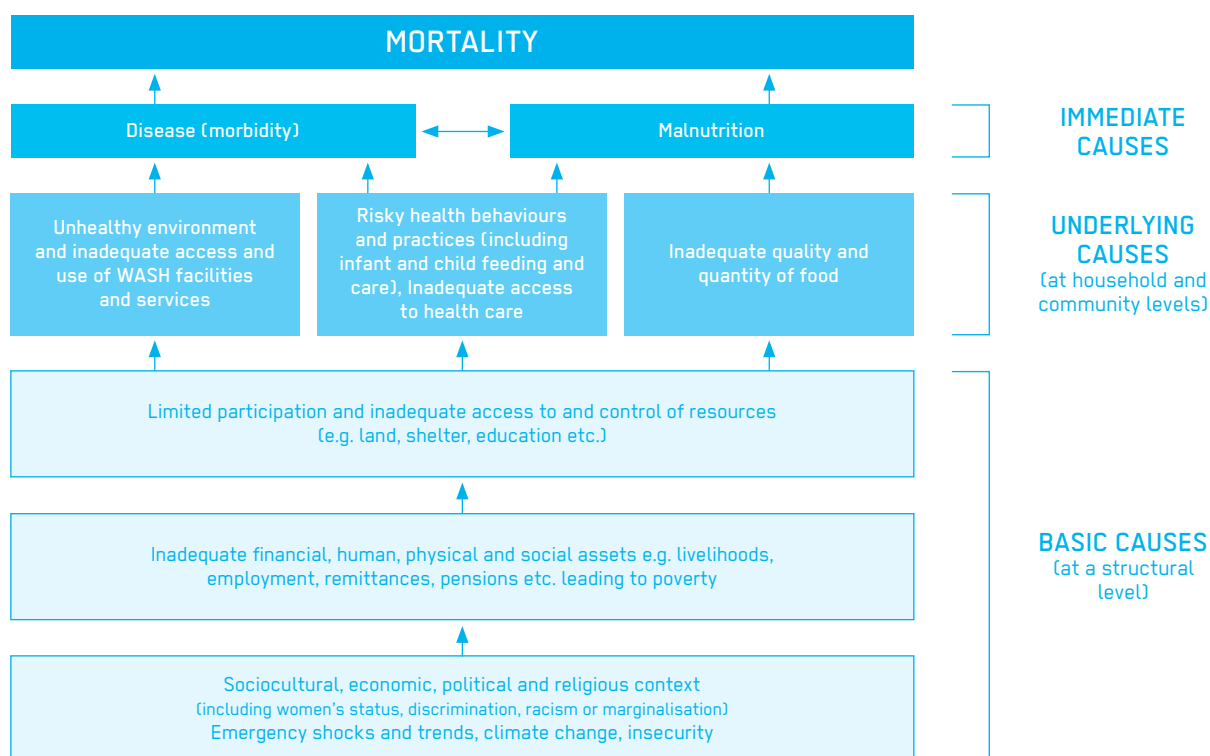 MORTALITY
Disease (morbidity)
Malnutrition
IMMEDIATE
CAUSES
Unhealthy environment
and inadequate access and
use of WASH facilities
and services
Risky health behaviours
and practices (including
infant and child feeding and
care), Inadequate access
to health care
Inadequate quality and
quantity of food
UNDERLYING
CAUSES
(at household and
community levels)
Limited participation and inadequate access to and control of resources
(e.g. land, shelter, education etc.)
Inadequate financial, human, physical and social assets e.g. livelihoods,
employment, remittances, pensions etc. leading to poverty
BASIC CAUSES
(at a structural
level)
Sociocultural, economic, political and religious context
(including women's status, discrimination, racism or marginalisation)
Emergency shocks and trends, climate change, insecurity